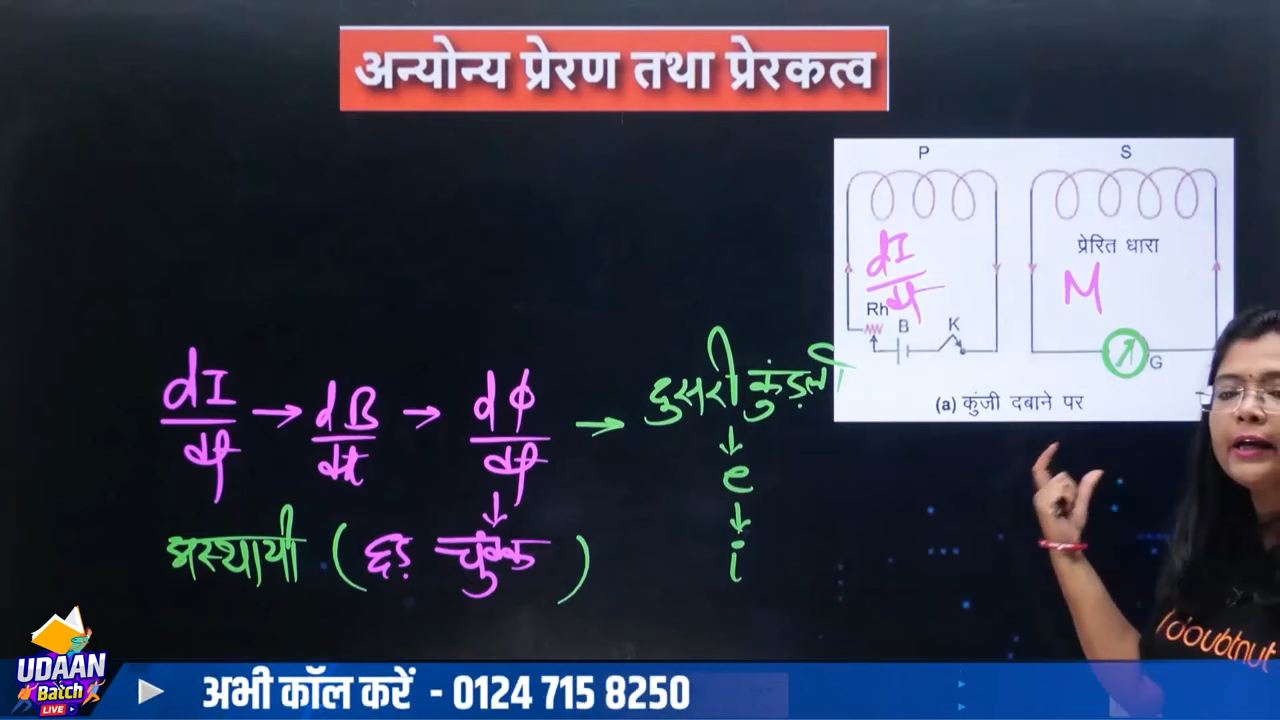 अन्योन्य प्रेरण तथा प्रेरकत्व
P
S
प्रेरित धारा
dI
dt
M
Rh
B
K
G
(a) कुंजी दबाने पर
dI/dt → dB/dt → dϕ/dt → दुसरी कुंड़ली
↓
e
↓
i
↓
अस्थायी ( छड़ चुंबक )
doubtnut
UDAAN
Batch
LIVE
अभी कॉल करें - 0124 715 8250